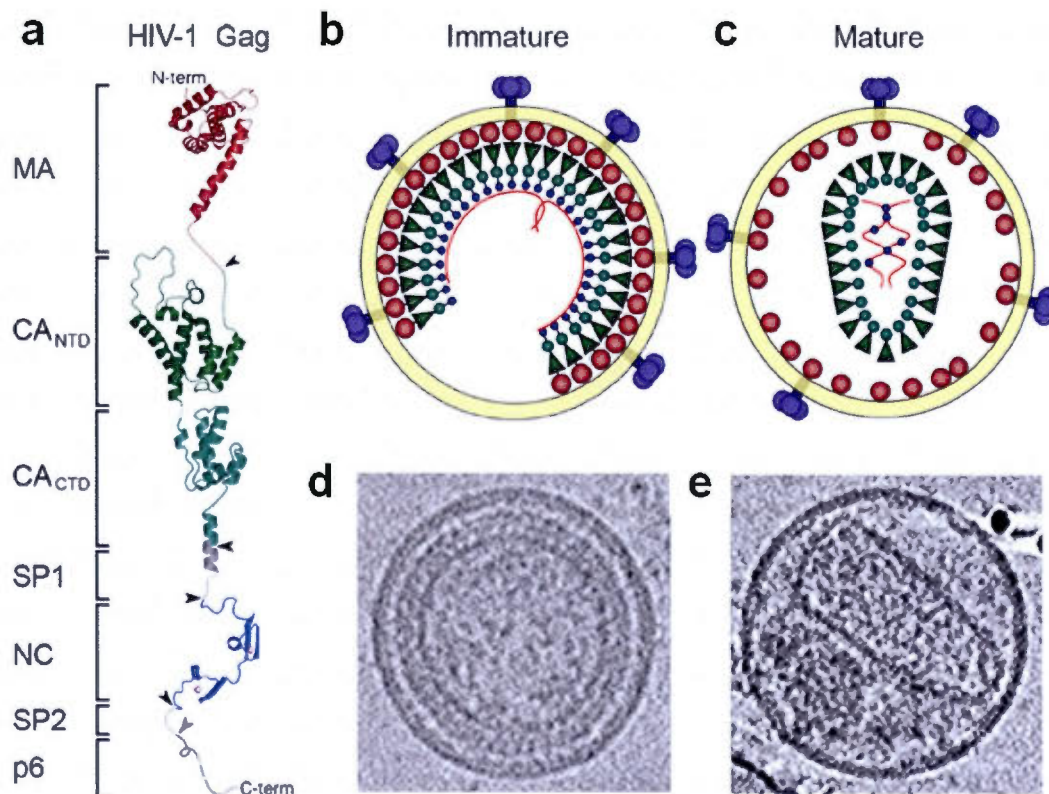 a HIV-1 Gag b Immature c Mature
N-term
MA
CA NTD
CA CTD
d e
SP1
NC
SP2
p6
C-term